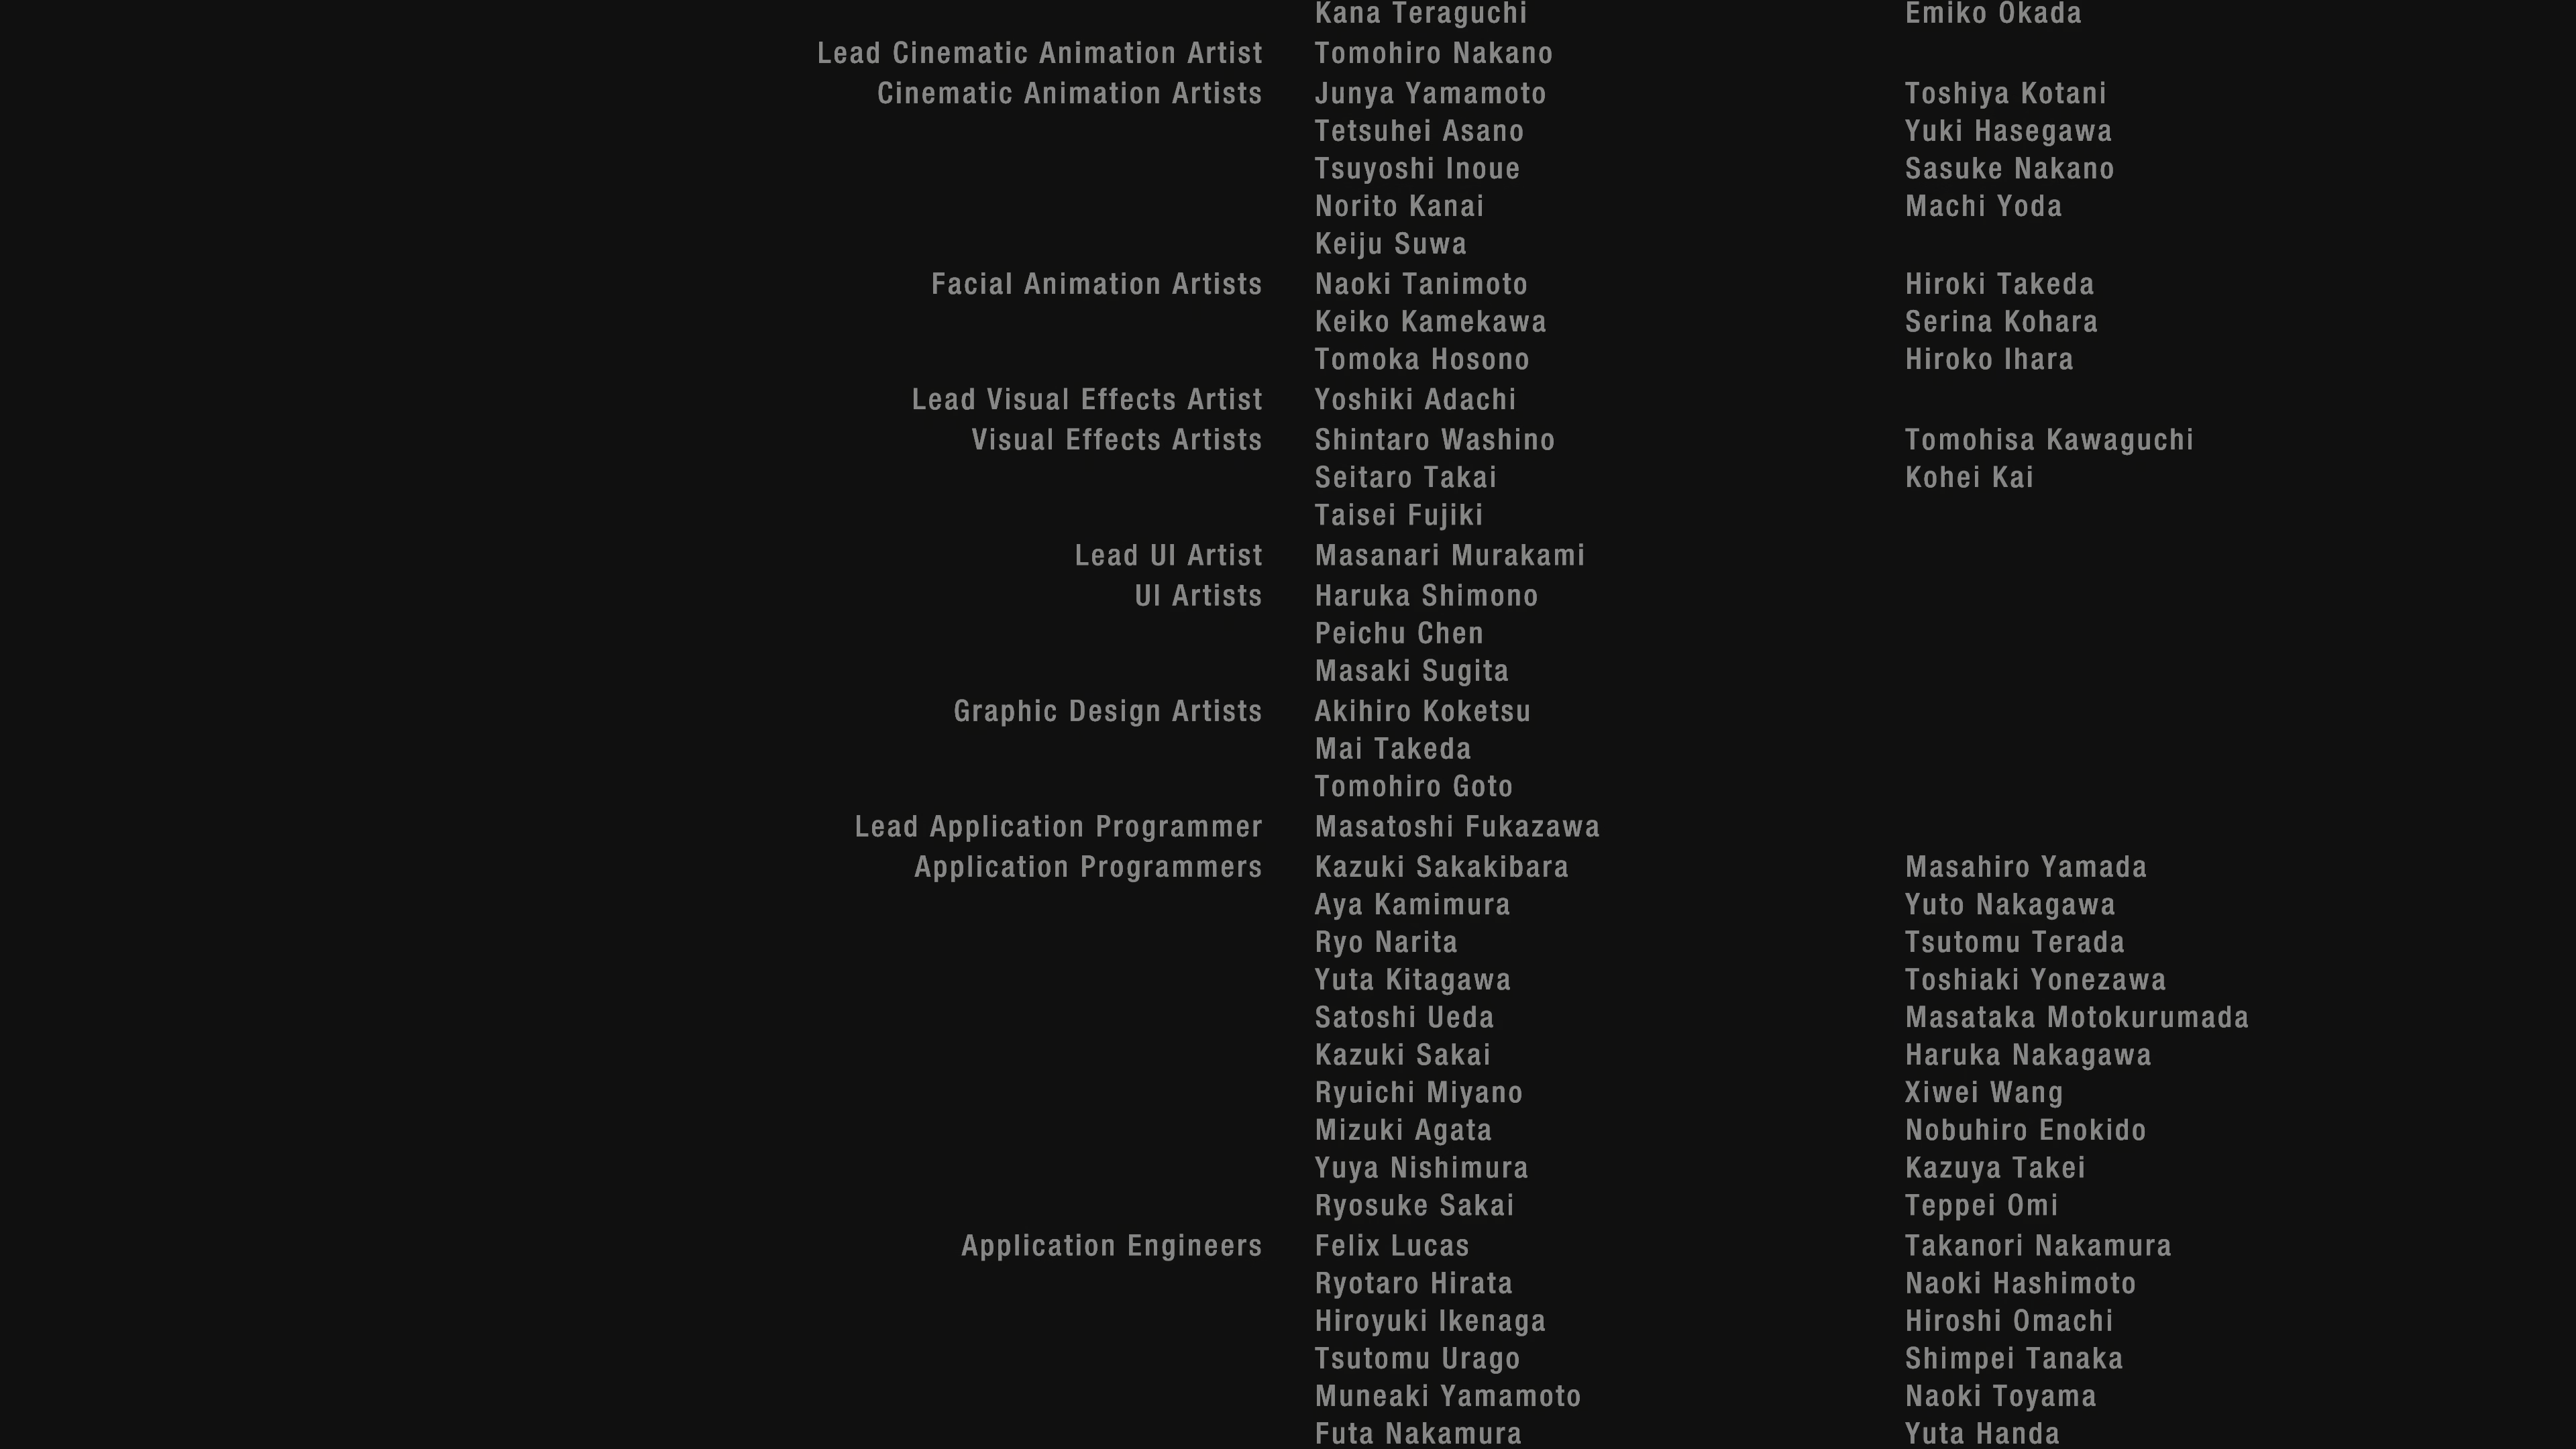 Kana Teraguchi Emiko Okada
Lead Cinematic Animation Artist Tomohiro Nakano
Cinematic Animation Artists Junya Yamamoto Toshiya Kotani
Tetsuhei Asano Yuki Hasegawa
Tsuyoshi Inoue Sasuke Nakano
Norito Kanai Machi Yoda
Keiju Suwa
Facial Animation Artists Naoki Tanimoto Hiroki Takeda
Keiko Kamekawa Serina Kohara
Tomoka Hosono Hiroko Ihara
Lead Visual Effects Artist Yoshiki Adachi
Visual Effects Artists Shintaro Washino Tomohisa Kawaguchi
Seitaro Takai Kohei Kai
Taisei Fujiki
Lead UI Artist Masanari Murakami
UI Artists Haruka Shimono
Peichu Chen
Masaki Sugita
Graphic Design Artists Akihiro Koketsu
Mai Takeda
Tomohiro Goto
Lead Application Programmer Masatoshi Fukazawa
Application Programmers Kazuki Sakakibara Masahiro Yamada
Aya Kamimura Yuto Nakagawa
Ryo Narita Tsutomu Terada
Yuta Kitagawa Toshiaki Yonezawa
Satoshi Ueda Masataka Motokurumada
Kazuki Sakai Haruka Nakagawa
Ryuichi Miyano Xiwei Wang
Mizuki Agata Nobuhiro Enokido
Yuya Nishimura Kazuya Takei
Ryosuke Sakai Teppei Omi
Application Engineers Felix Lucas Takanori Nakamura
Ryotaro Hirata Naoki Hashimoto
Hiroyuki Ikenaga Hiroshi Omachi
Tsutomu Urago Shimpei Tanaka
Muneaki Yamamoto Naoki Toyama
Futa Nakamura Yuta Handa